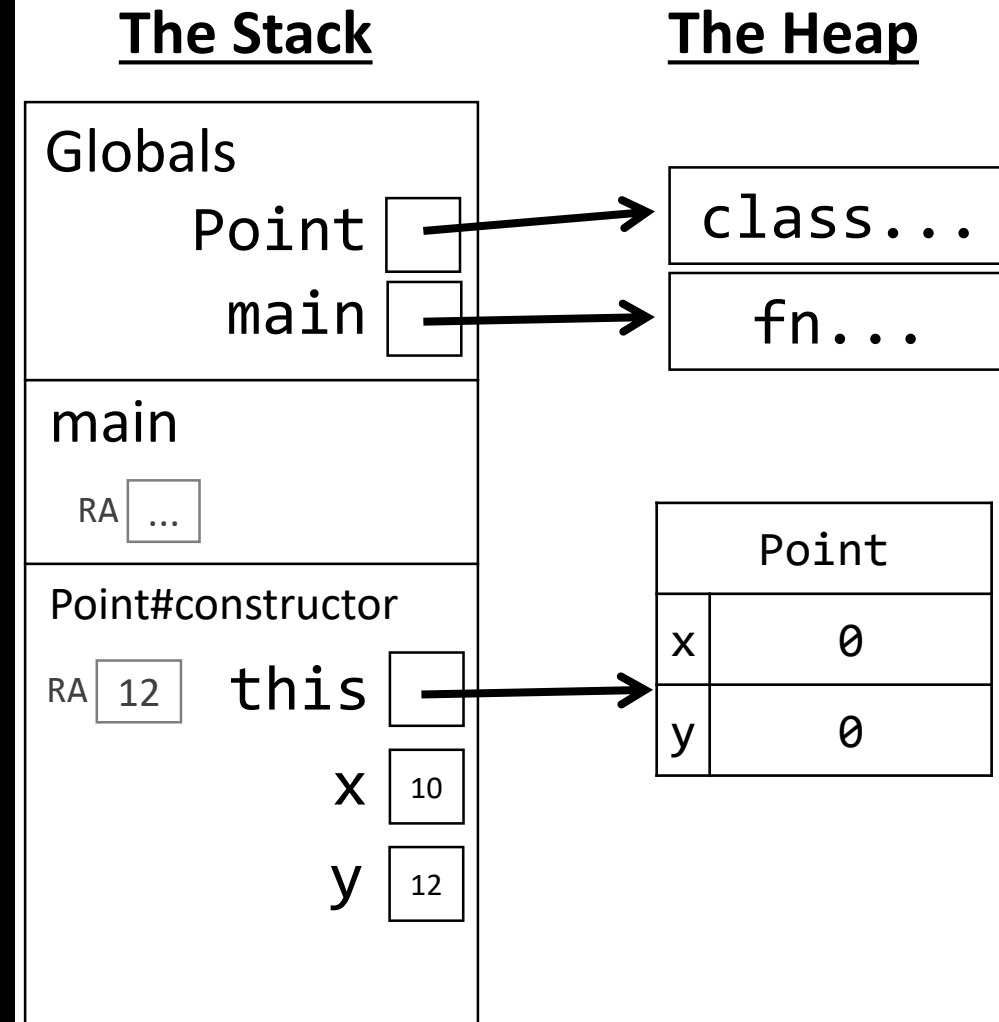 The Stack
The Heap
Globals
Point
class...
main
fn...
main
RA ...
Point
Point#constructor
x 0
RA 12 this
y 0
x 10
y 12